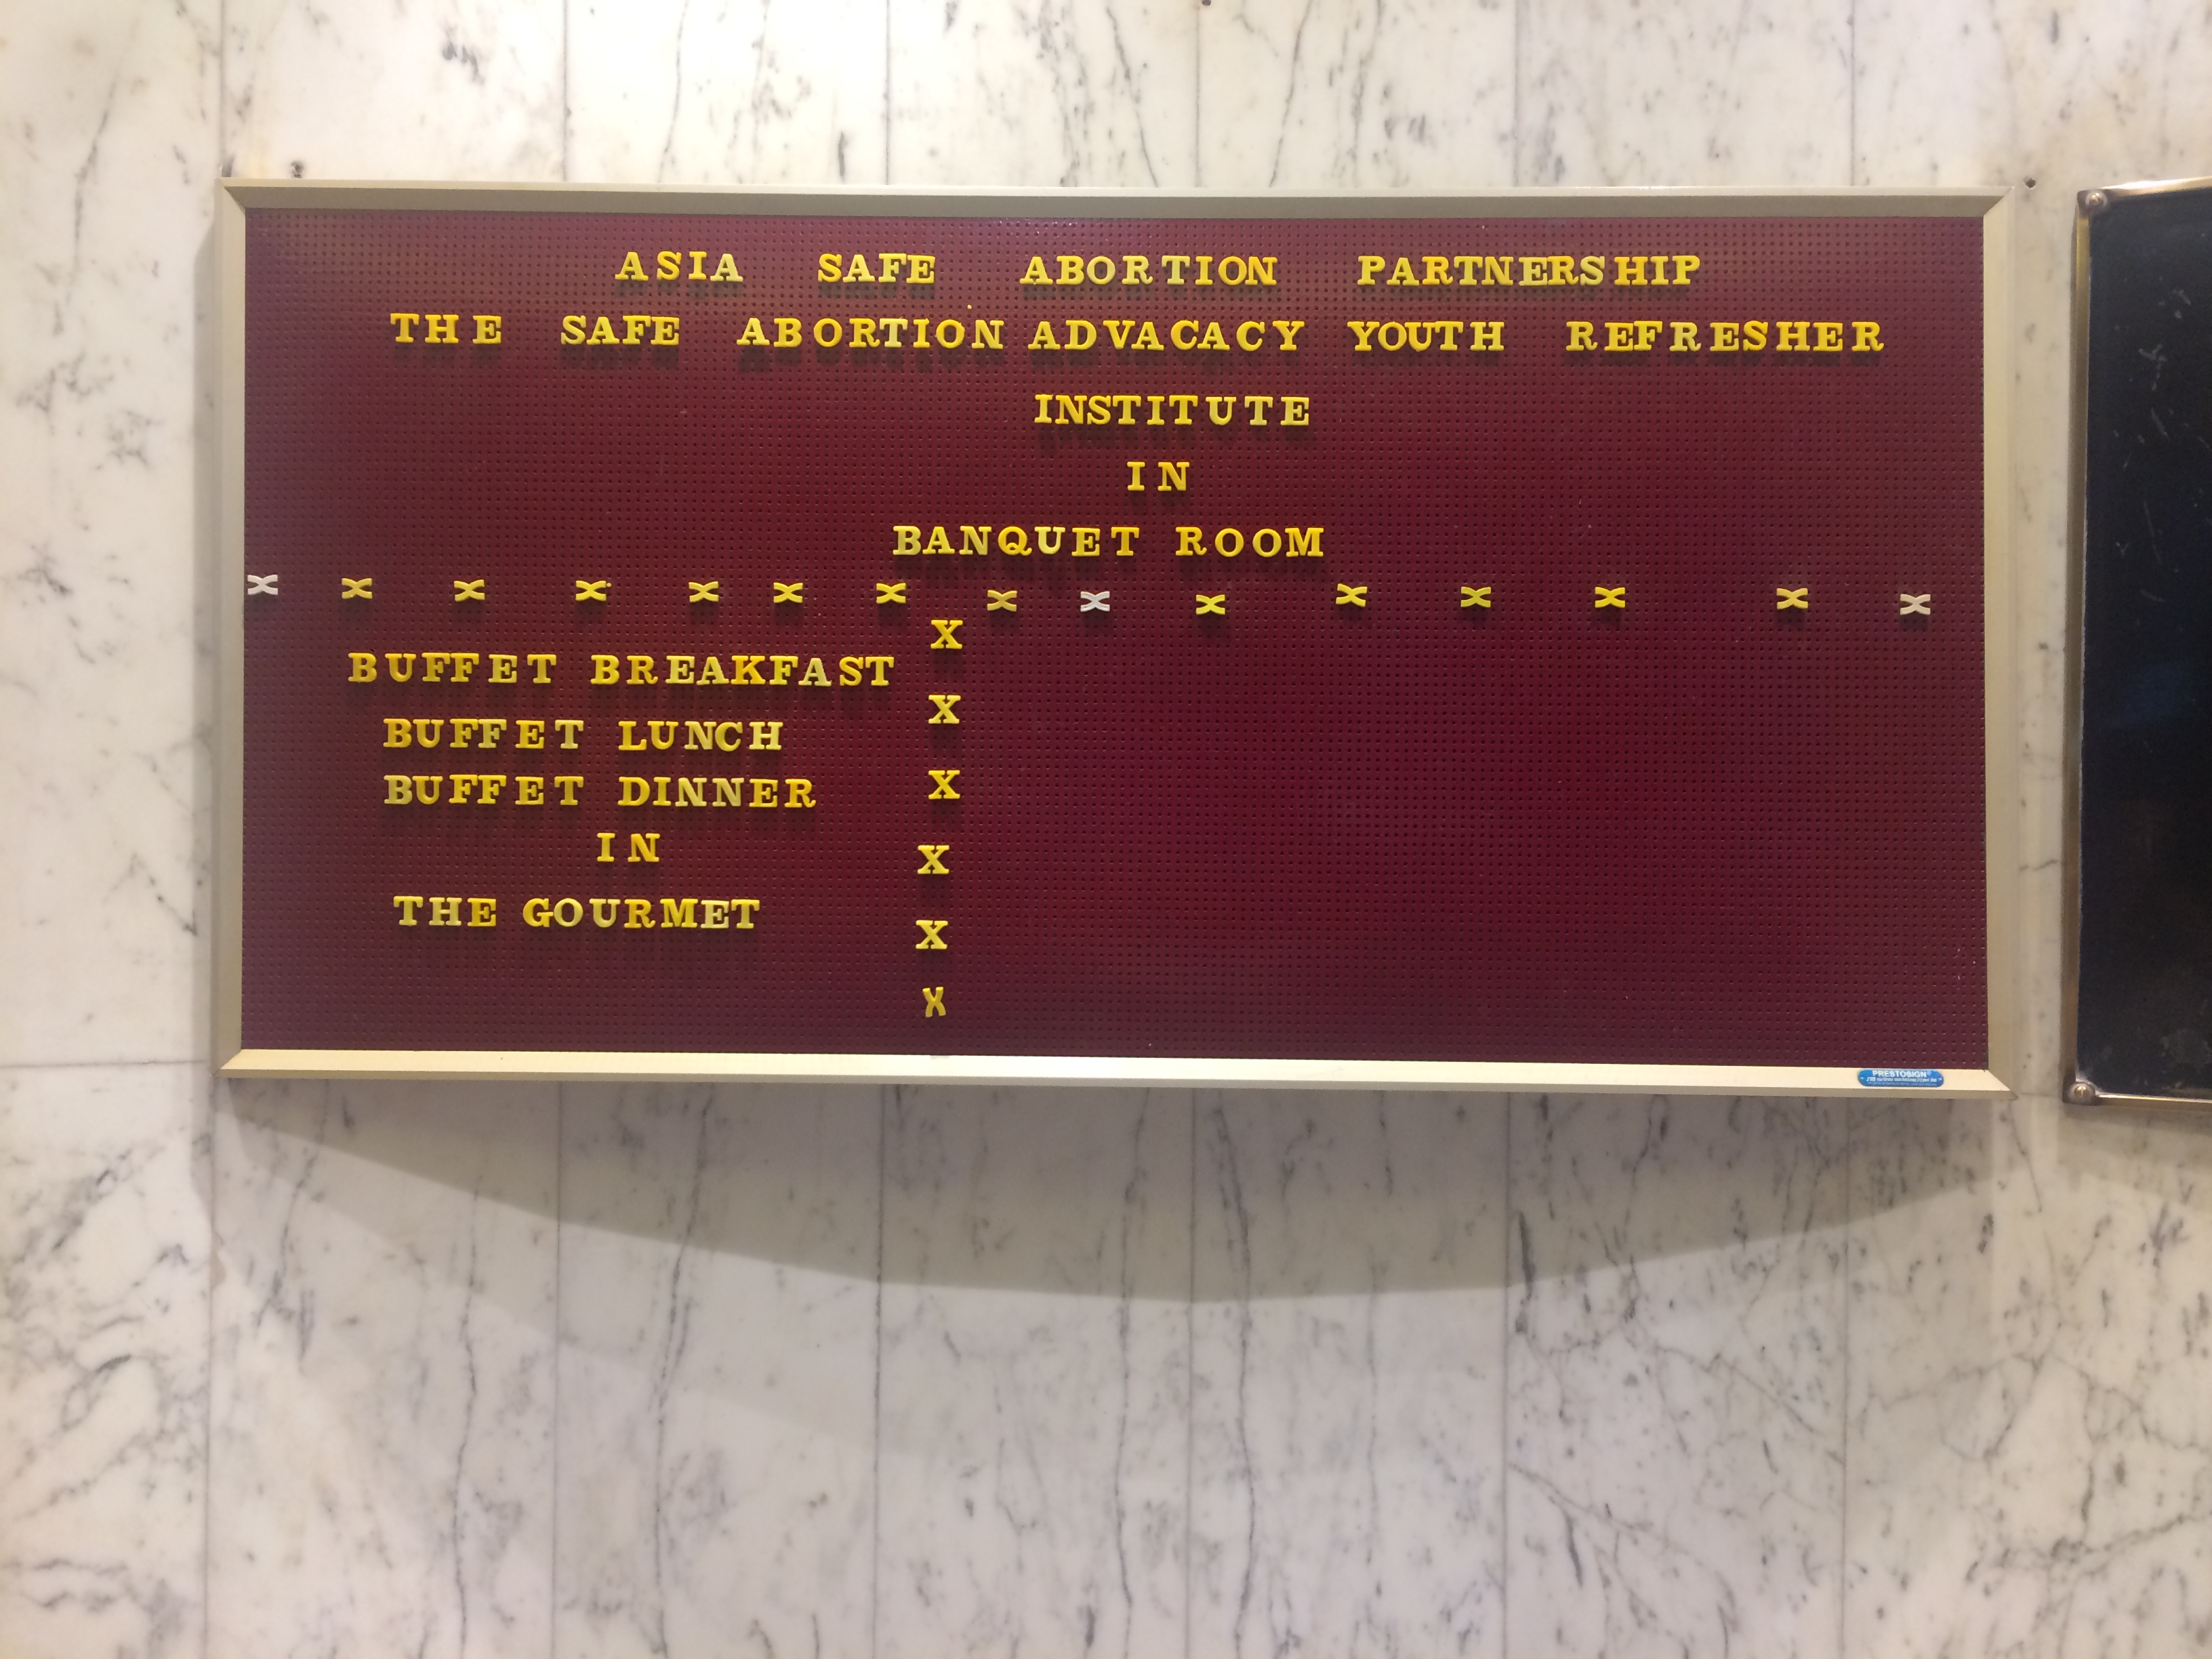 ASIA SAFE ABORTION PARTNERSHIP
THE SAFE ABORTION ADVACACY YOUTH REFRESHER
INSTITUTE
IN
BANQUET ROOM
X X X X X X X X X X X X X X X
X
BUFFET BREAKFAST
X
BUFFET LUNCH
X
BUFFET DINNER
IN
X
THE GOURMET
X
X
PRESTOSIGN